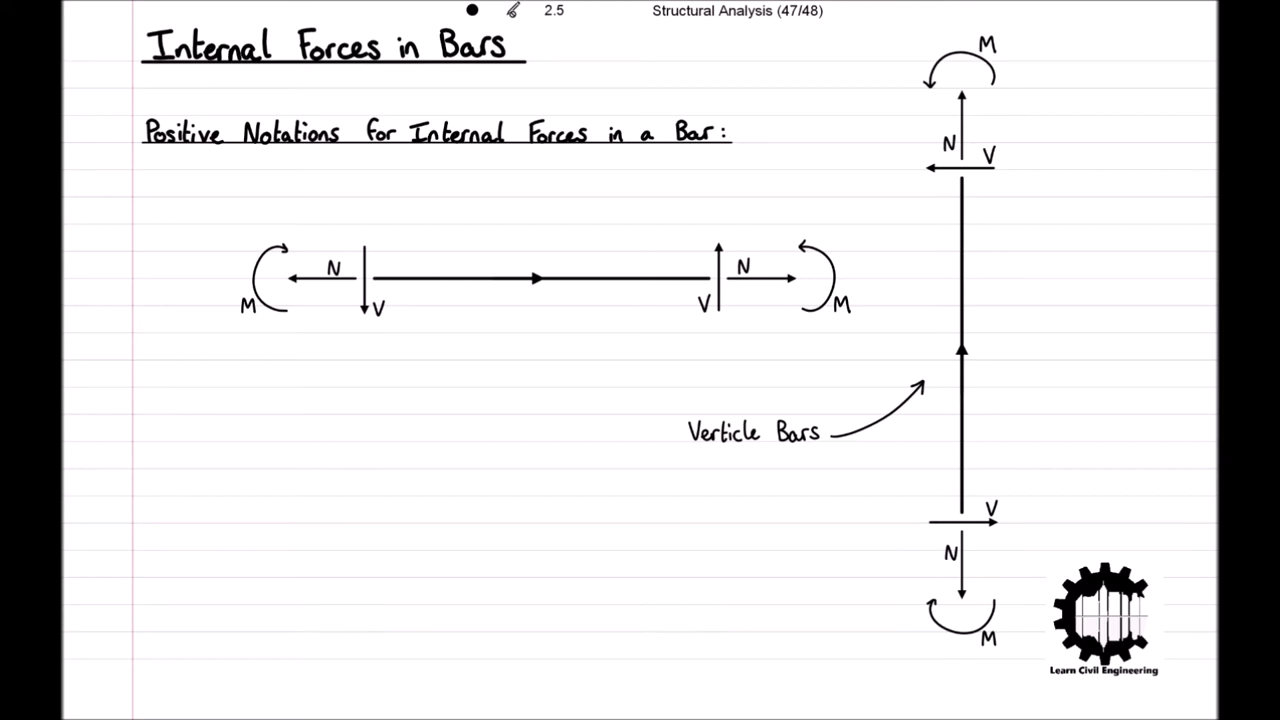 2.5 Structural Analysis (47/48)
Internal Forces in Bars
M
Positive Notations for Internal Forces in a Bar:
N V
N N
M V V M
Verticle Bars
V
N
M
Learn Civil Engineering